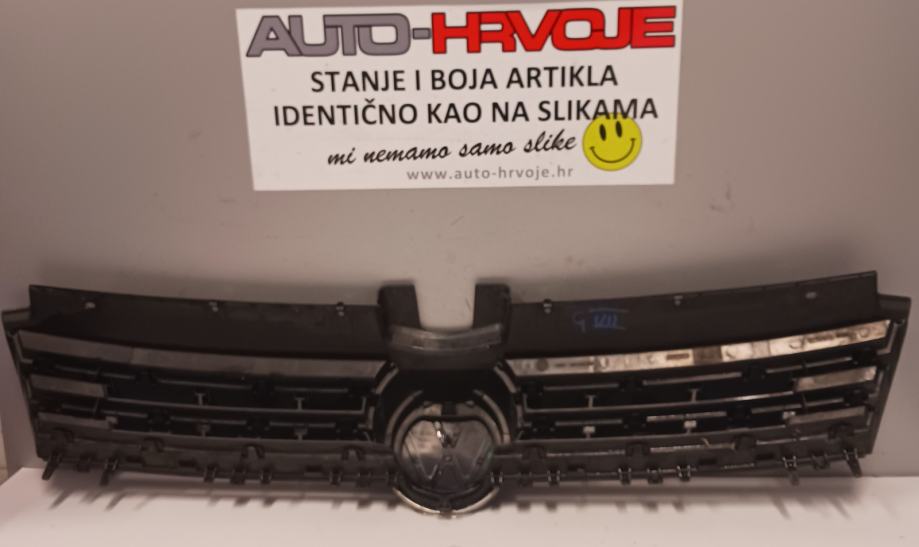 AUTO-HRVOJE
STANJE I BOJA ARTIKLA
IDENTIČNO KAO NA SLIKAMA
mi nemamo samo slike
www.auto-hrvoje.hr